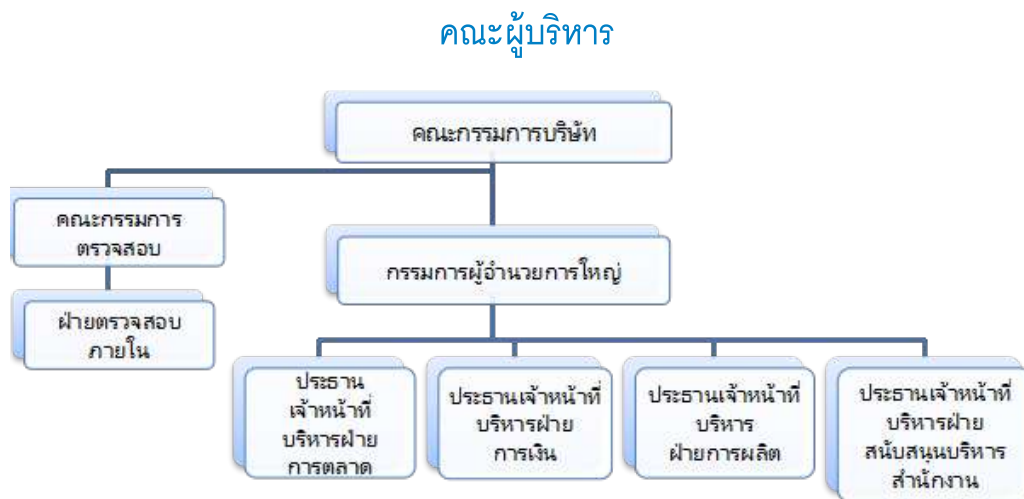 คณะผู้บริหาร
คณะกรรมการบริษัท
คณะกรรมการ
ตรวจสอบ
กรรมการผู้อำนวยการใหญ่
ฝ่ายตรวจสอบ
ภายใน
ประธาน
เจ้าหน้าที่
บริหารฝ่าย
การตลาด
ประธานเจ้าหน้าที่
บริหารฝ่าย
การเงิน
ประธานเจ้าหน้าที่
บริหาร
ฝ่ายการผลิต
ประธานเจ้าหน้าที่
บริหารฝ่าย
สนับสนุนบริหาร
สำนักงาน